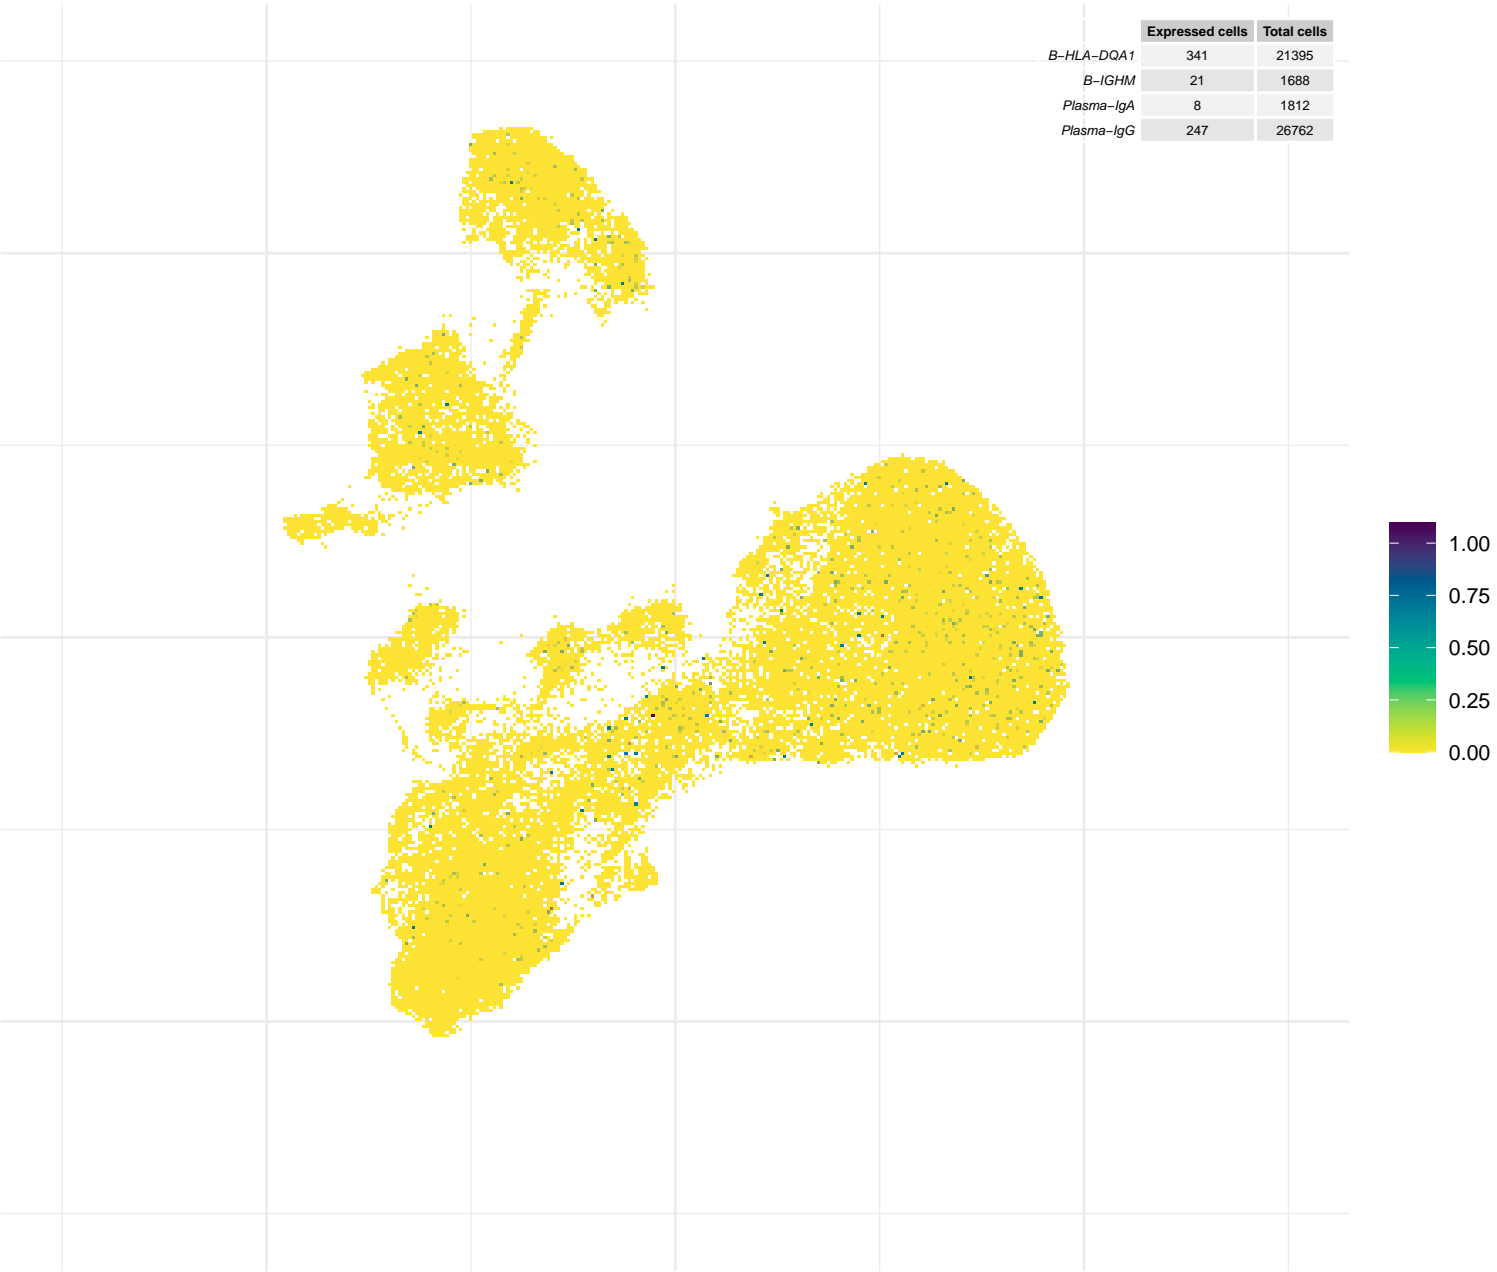 Expressed cells Total cells
B−HLA−DQA1 341 21395
B−IGHM 21 1688
Plasma−IgA 8 1812
Plasma−IgG 247 26762
1.00
0.75
0.50
0.25
0.00